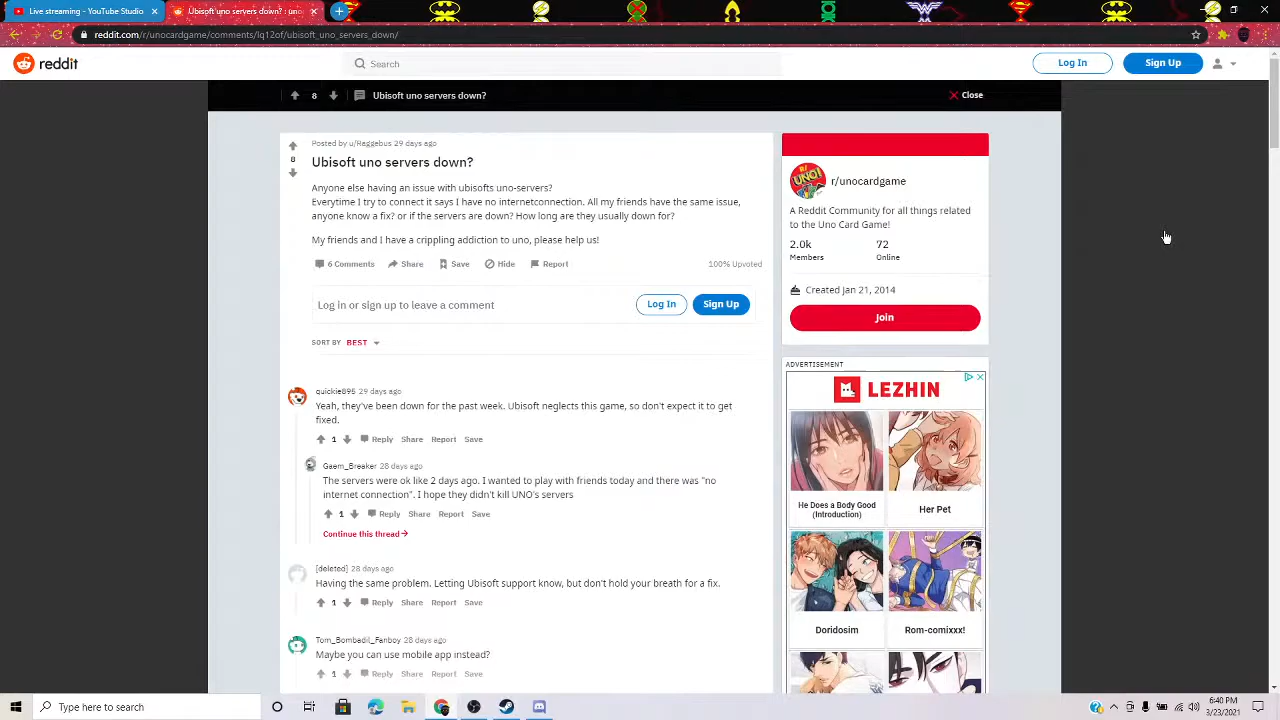 Live streaming - YouTube
Ubisoft uno servers down? : uno
reddit.com/r/unocardgame/comments/lq12of/ubisoft_uno_servers_down/
reddit
Search
Log In
Sign Up
8
Ubisoft uno servers down?
Close
Posted by u/Raggebus 29 days ago
8
Ubisoft uno servers down?
Anyone else having an issue with ubisofts uno-servers?
Everytime I try to connect it says I have no internetconnection. All my friends have the same issue,
anyone know a fix? or if the servers are down? How long are they usually down for?
My friends and I have a crippling addiction to uno, please help us!
6 Comments Share Save Hide Report
100% Upvoted
Log in or sign up to leave a comment
Log In
Sign Up
SORT BY BEST
quickie895 29 days ago
Yeah, they've been down for the past week. Ubisoft neglects this game, so don't expect it to get
fixed.
1 Reply Share Report Save
Gaem_Breaker 28 days ago
The servers were ok like 2 days ago. I wanted to play with friends today and there was "no
internet connection". I hope they didn't kill UNO's servers
1 Reply Share Report Save
Continue this thread
[deleted] 28 days ago
Having the same problem. Letting Ubisoft support know, but don't hold your breath for a fix.
1 Reply Share Report Save
Tom_Bombadil_Fanboy 28 days ago
Maybe you can use mobile app instead?
1 Reply Share Report Save
r/
UNO!
r/unocardgame
A Reddit Community for all things related
to the Uno Card Game!
2.0k 72
Members Online
Created Jan 21, 2014
Join
ADVERTISEMENT
LEZHIN
He Does a Body Good
(Introduction)
Her Pet
Doridosim
Rom-comixxx!
Type here to search
6:40 PM
3/23/2021